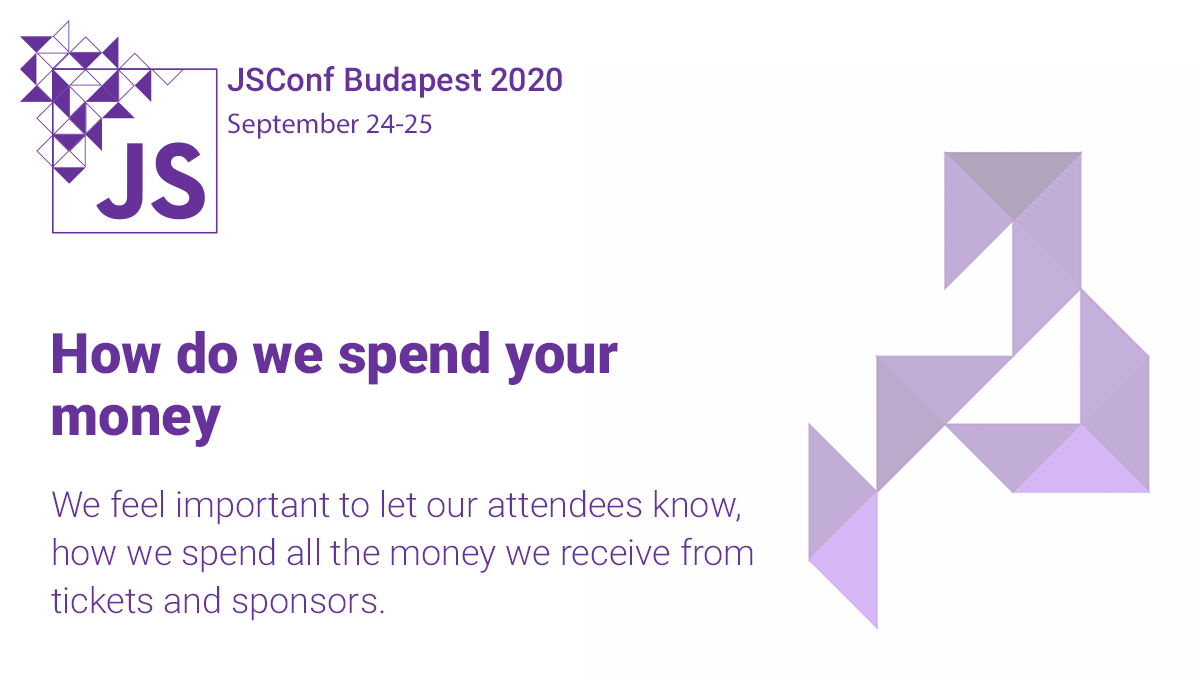 JSConf Budapest 2020
September 24-25
JS
How do we spend your
money
We feel important to let our attendees know,
how we spend all the money we receive from
tickets and sponsors.